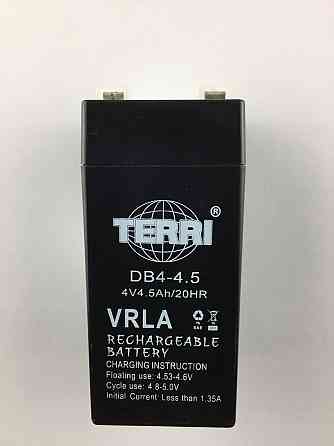 TERRI ®
DB4-4.5
4V4.5Ah/20HR
VRLA
RECHARGEABLE
BATTERY
CHARGING INSTRUCTION
Floating use: 4.53-4.6V
Cycle use: 4.8-5.0V
Initial Current: Less than 1.35A